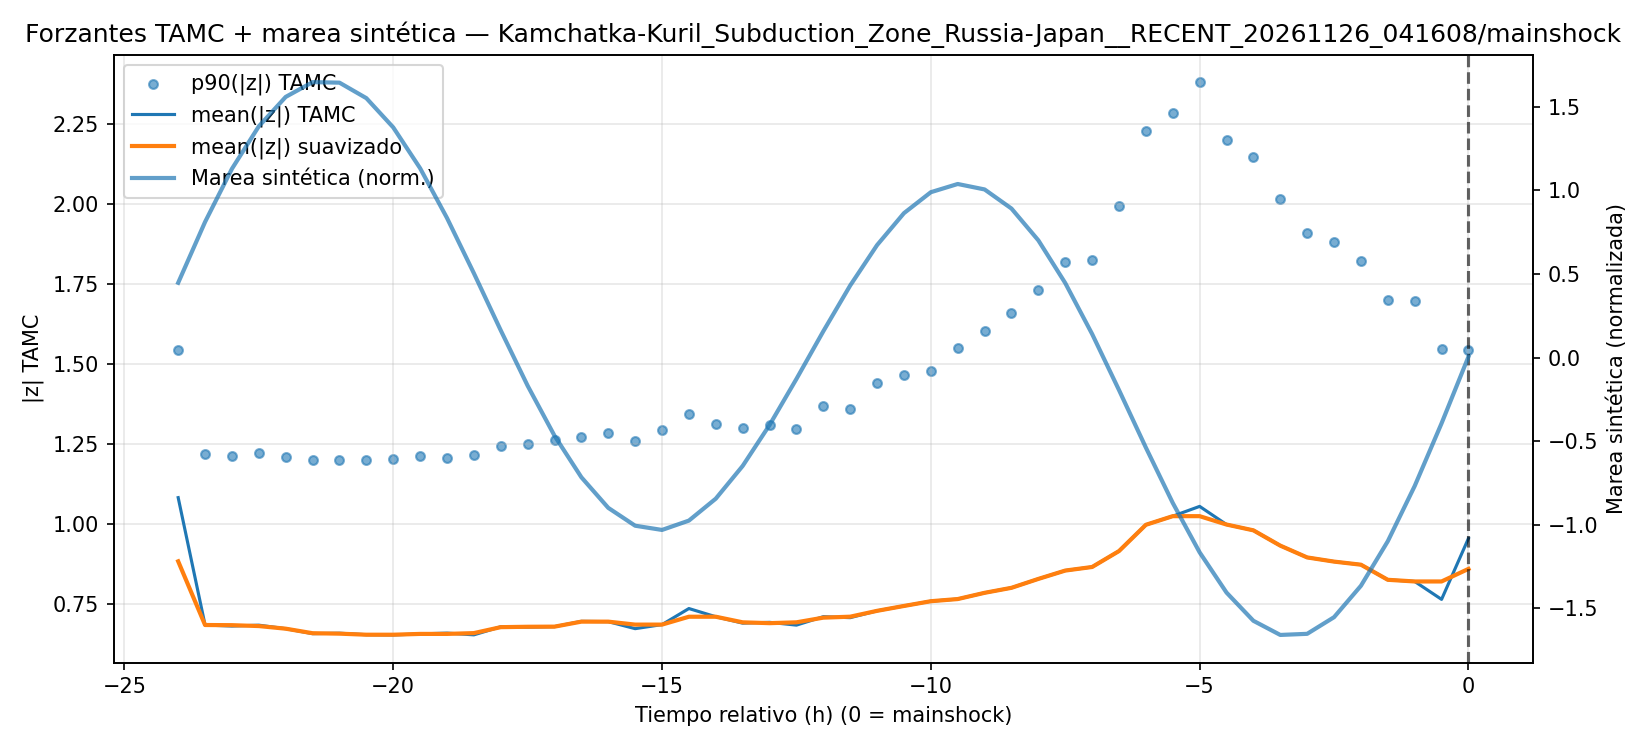 Forzantes TAMC + marea sintética — Kamchatka-Kuril_Subduction_Zone_Russia-Japan__RECENT_20261126_041608/mainshock
p90(|z|) TAMC
mean(|z|) TAMC
mean(|z|) suavizado
Marea sintética (norm.)
|z| TAMC
2.25
2.00
1.75
1.50
1.25
1.00
0.75
Marea sintética (normalizada)
1.5
1.0
0.5
0.0
−0.5
−1.0
−1.5
−25 −20 −15 −10 −5 0
Tiempo relativo (h) (0 = mainshock)